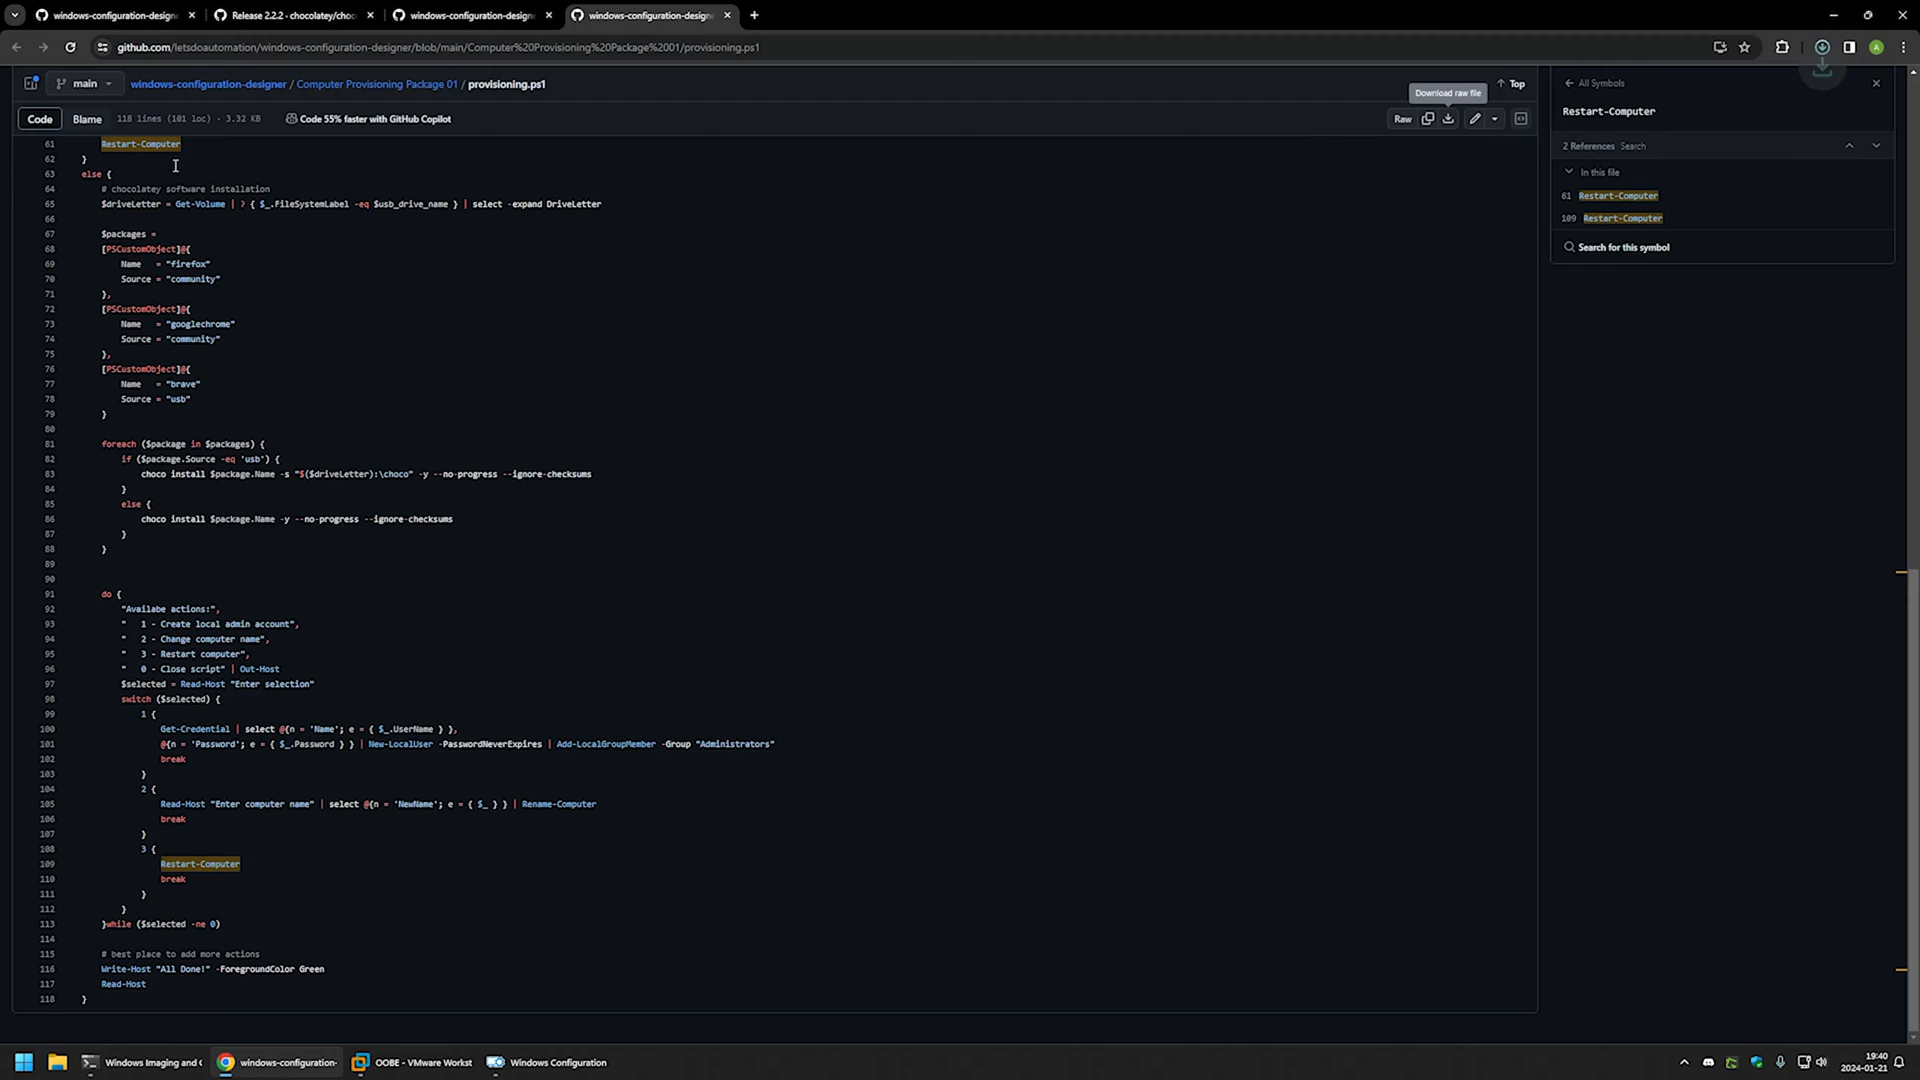 windows-configuration-designe
Release 2.2.2 · chocolatey/choc
windows-configuration-designe
windows-configuration-designe
github.com/letsdoautomation/windows-configuration-designer/blob/main/Computer%20Provisioning%20Package%2001/provisioning.ps1
A
main
windows-configuration-designer / Computer Provisioning Package 01 / provisioning.ps1
Top
Download raw file
Code
Blame
118 lines (101 loc) · 3.32 KB
Code 55% faster with GitHub Copilot
Raw
61 Restart-Computer
62 }
63 else {
64 # chocolatey software installation
65 $driveLetter = Get-Volume | ? { $_.FileSystemLabel -eq $usb_drive_name } | select -expand DriveLetter
66
67 $packages =
68 [PSCustomObject]@{
69 Name   = "firefox"
70 Source = "community"
71 },
72 [PSCustomObject]@{
73 Name   = "googlechrome"
74 Source = "community"
75 },
76 [PSCustomObject]@{
77 Name   = "brave"
78 Source = "usb"
79 }
80
81 foreach ($package in $packages) {
82 if ($package.Source -eq 'usb') {
83 choco install $package.Name -s "$($driveLetter):\choco" -y --no-progress --ignore-checksums
84 }
85 else {
86 choco install $package.Name -y --no-progress --ignore-checksums
87 }
88 }
89
90
91 do {
92 "Availabe actions:",
93 "   1 - Create local admin account",
94 "   2 - Change computer name",
95 "   3 - Restart computer",
96 "   0 - Close script" | Out-Host
97 $selected = Read-Host "Enter selection"
98 switch ($selected) {
99 1 {
100 Get-Credential | select @{n = 'Name'; e = { $_.UserName } },
101 @{n = 'Password'; e = { $_.Password } } | New-LocalUser -PasswordNeverExpires | Add-LocalGroupMember -Group "Administrators"
102 break
103 }
104 2 {
105 Read-Host "Enter computer name" | select @{n = 'NewName'; e = { $_ } } | Rename-Computer
106 break
107 }
108 3 {
109 Restart-Computer
110 break
111 }
112 }
113 }while ($selected -ne 0)
114
115 # best place to add more actions
116 Write-Host "All Done!" -ForegroundColor Green
117 Read-Host
118 }
All Symbols
Restart-Computer
2 References Search
In this file
61 Restart-Computer
109 Restart-Computer
Search for this symbol
Windows Imaging and C
windows-configuration-
OOBE - VMware Workst
Windows Configuration
19:40
2024-01-21